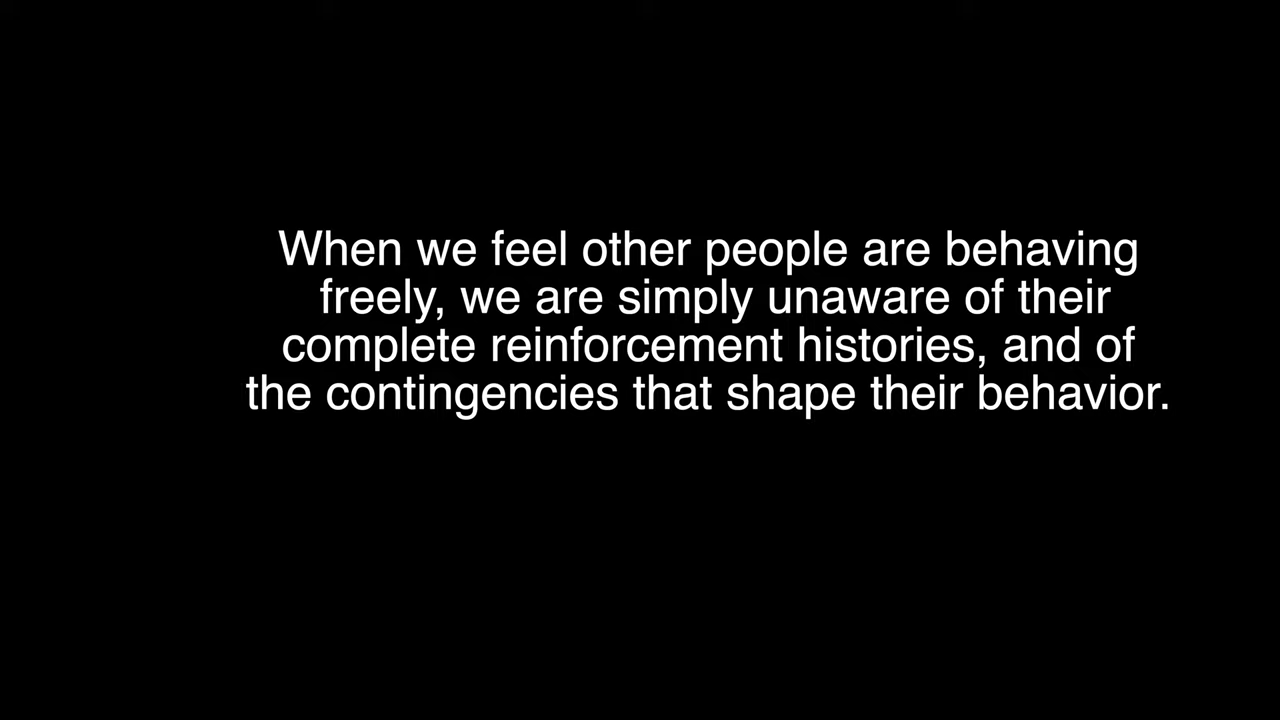 When we feel other people are behaving
freely, we are simply unaware of their
complete reinforcement histories, and of
the contingencies that shape their behavior.